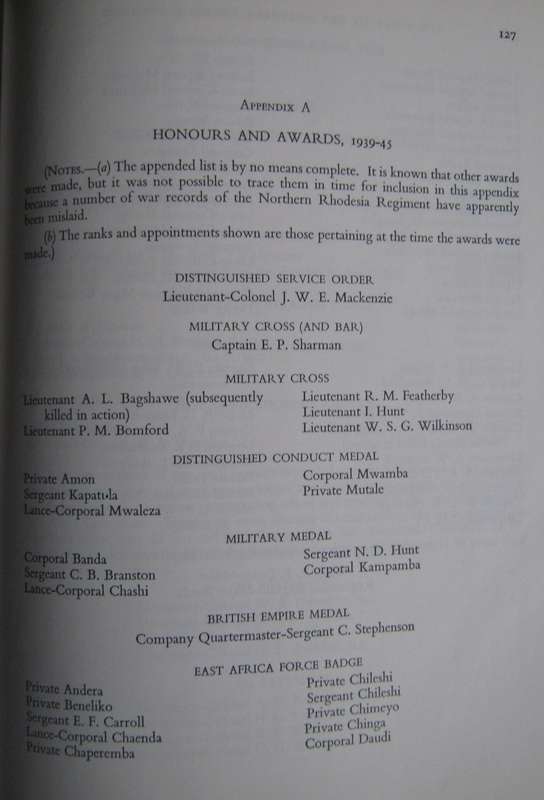 127
APPENDIX A
HONOURS AND AWARDS, 1939-45
(NOTES.—(a) The appended list is by no means complete. It is known that other awards
were made, but it was not possible to trace them in time for inclusion in this appendix
because a number of war records of the Northern Rhodesia Regiment have apparently
been mislaid.
(b) The ranks and appointments shown are those pertaining at the time the awards were
made.)
DISTINGUISHED SERVICE ORDER
Lieutenant-Colonel J. W. E. Mackenzie
MILITARY CROSS (AND BAR)
Captain E. P. Sharman
MILITARY CROSS
Lieutenant A. L. Bagshawe (subsequently
killed in action)
Lieutenant P. M. Bomford
Lieutenant R. M. Featherby
Lieutenant I. Hunt
Lieutenant W. S. G. Wilkinson
DISTINGUISHED CONDUCT MEDAL
Private Amon
Sergeant Kapatula
Lance-Corporal Mwaleza
Corporal Mwamba
Private Mutale
MILITARY MEDAL
Corporal Banda
Sergeant C. B. Branston
Lance-Corporal Chashi
Sergeant N. D. Hunt
Corporal Kampamba
BRITISH EMPIRE MEDAL
Company Quartermaster-Sergeant C. Stephenson
EAST AFRICA FORCE BADGE
Private Andera
Private Beneliko
Sergeant E. F. Carroll
Lance-Corporal Chaenda
Private Chaperemba
Private Chileshi
Sergeant Chileshi
Private Chimeyo
Private Chinga
Corporal Daudi